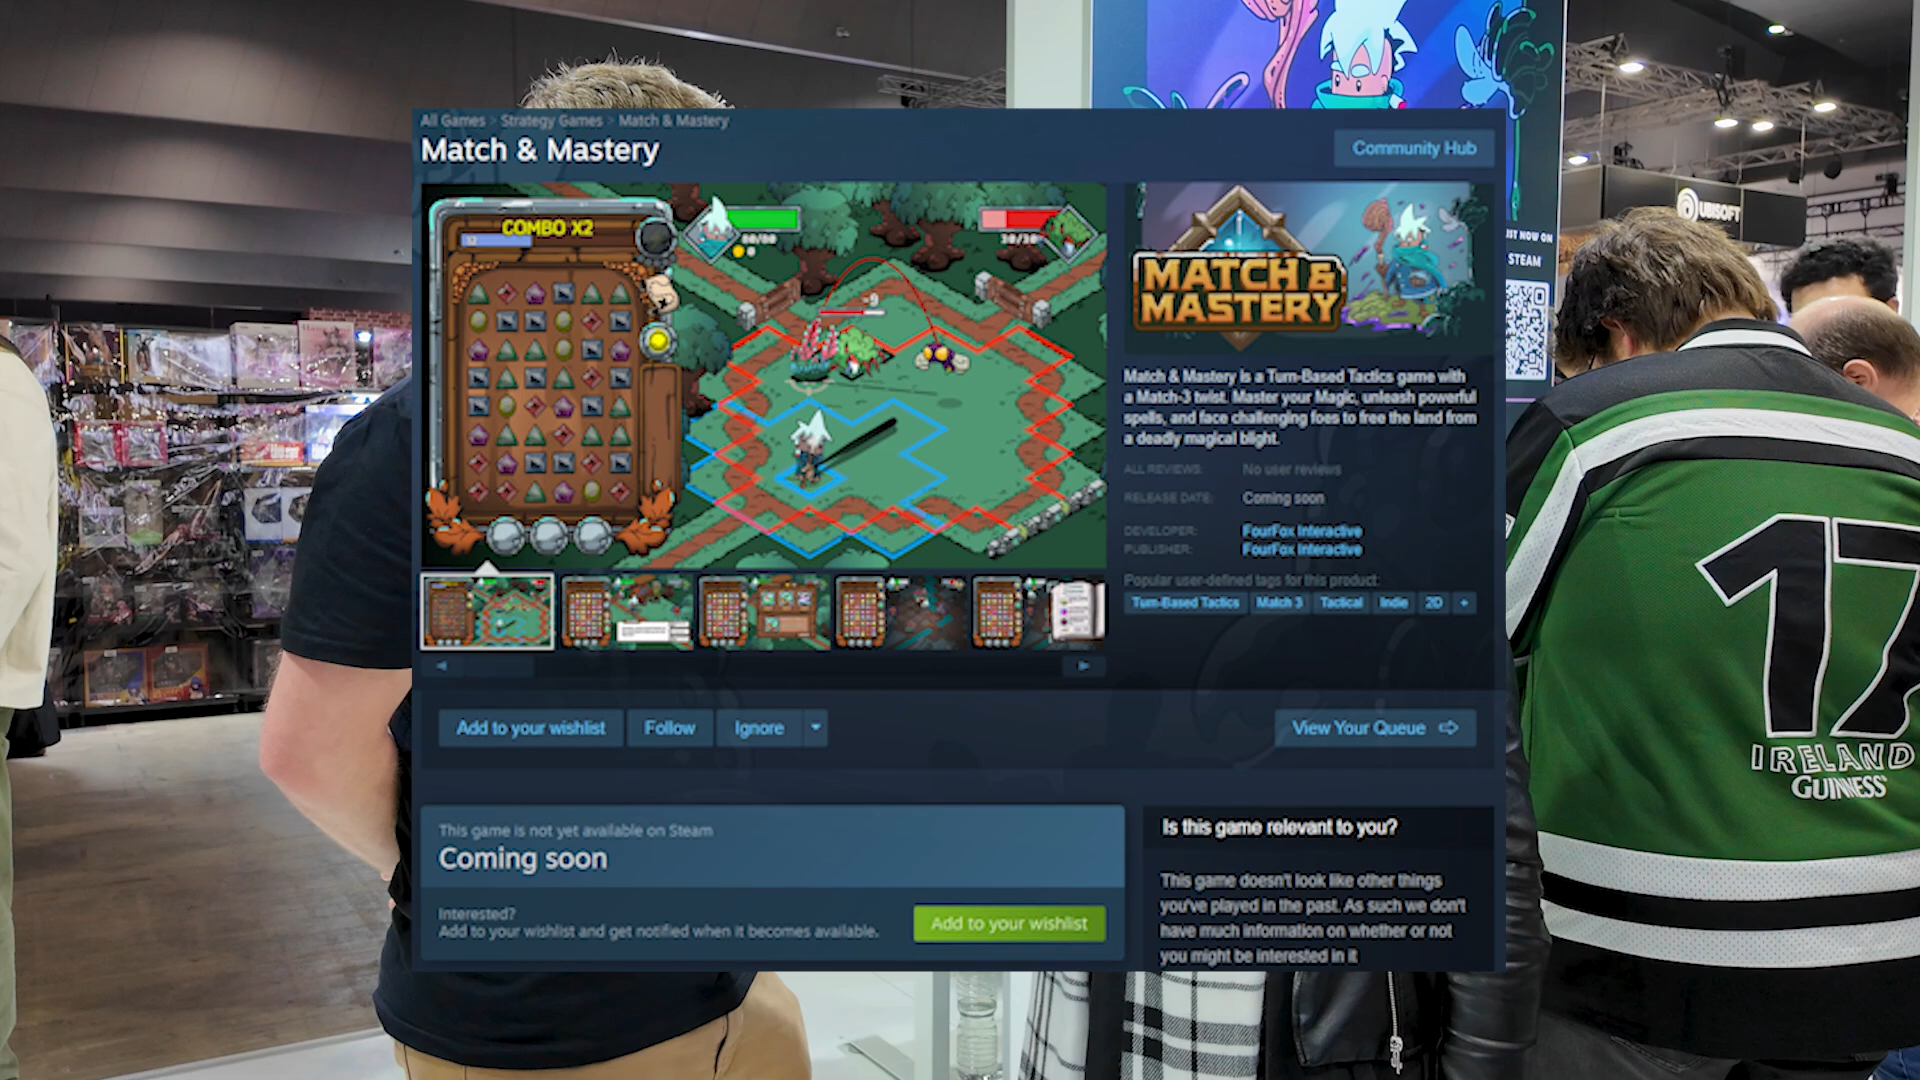 All Games > Strategy Games > Match & Mastery
Match & Mastery
Community Hub
COMBO X2
MATCH &
MASTERY
Match & Mastery is a Turn-Based Tactics game with
a Match-3 twist. Master your Magic, unleash powerful
spells, and face challenging foes to free the land from
a deadly magical blight.
ALL REVIEWS: No user reviews
RELEASE DATE: Coming soon
DEVELOPER: FourFox Interactive
PUBLISHER: FourFox Interactive
Popular user-defined tags for this product:
Turn-Based Tactics Match 3 Tactical Indie 2D +
Add to your wishlist Follow Ignore
View Your Queue
This game is not yet available on Steam
Coming soon
Interested?
Add to your wishlist and get notified when it becomes available.
Add to your wishlist
Is this game relevant to you?
This game doesn't look like other things
you've played in the past. As such we don't
have much information on whether or not
you might be interested in it
UBISOFT
NOW ON
STEAM
17
IRELAND
GUINNESS